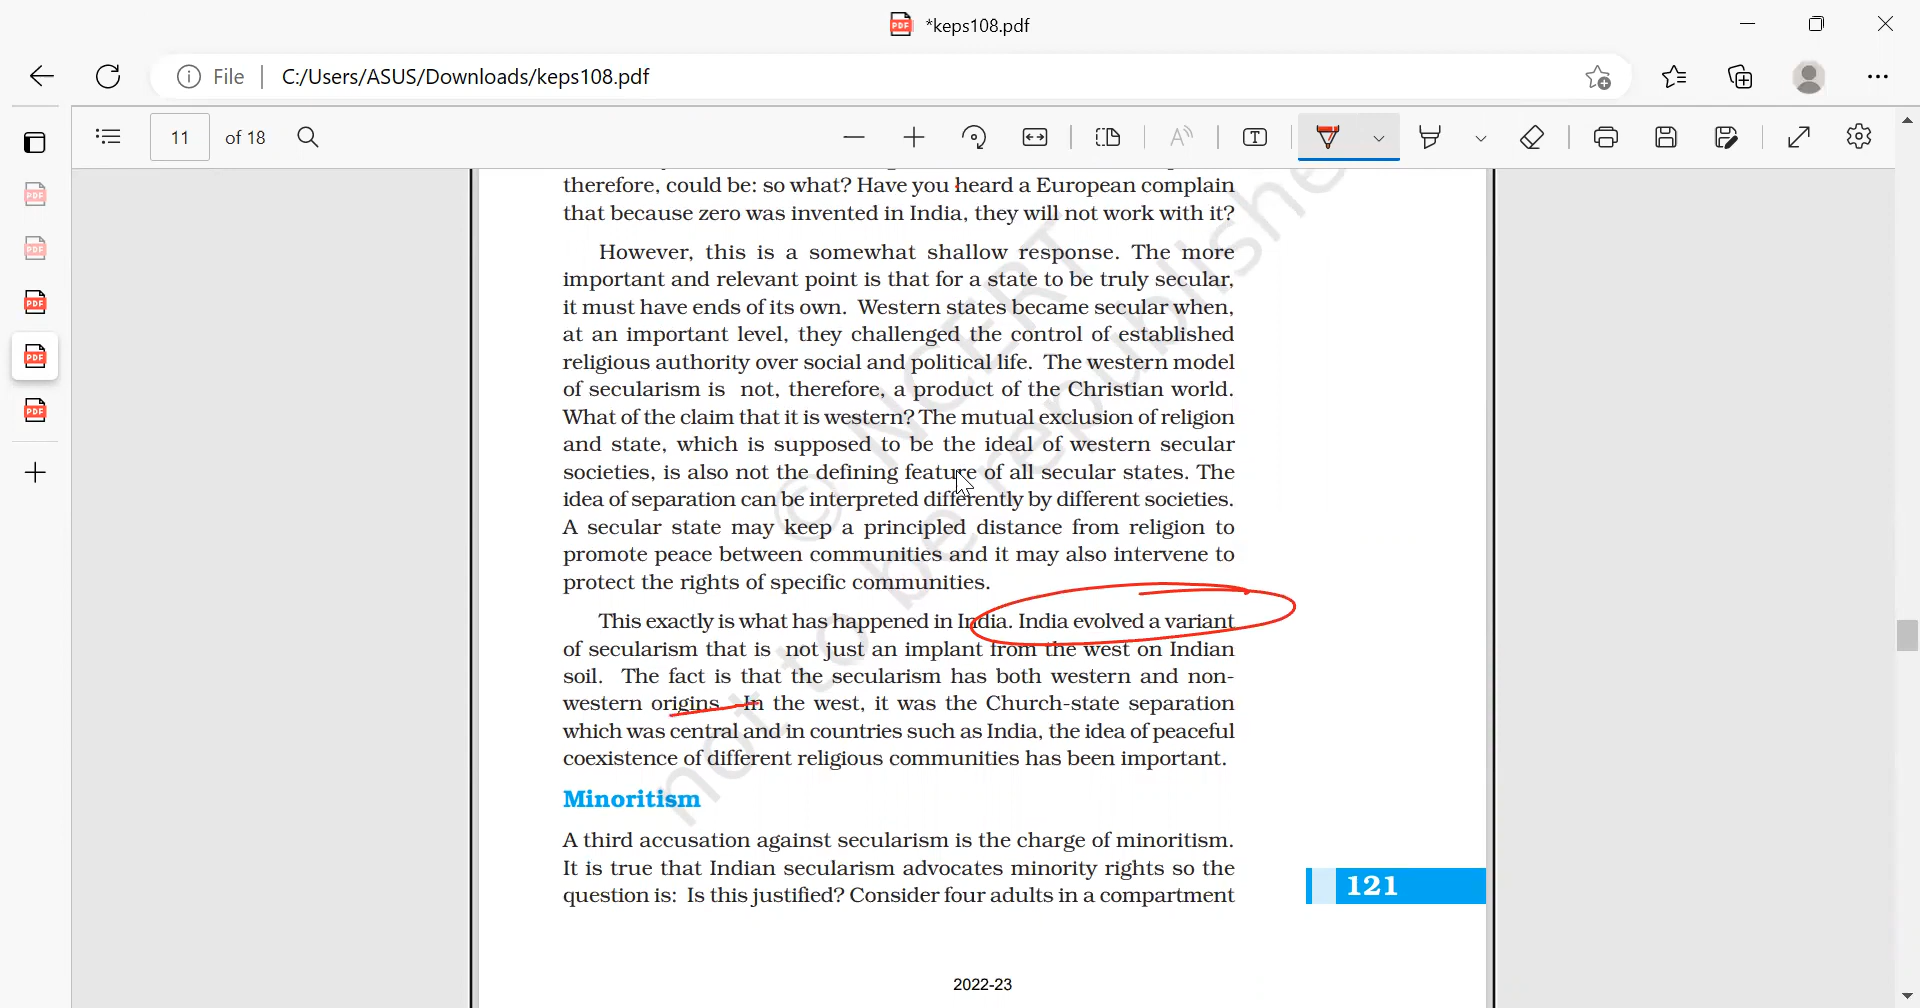 *keps108.pdf
File
C:/Users/ASUS/Downloads/keps108.pdf
11 of 18
therefore, could be: so what? Have you heard a European complain
that because zero was invented in India, they will not work with it?
However, this is a somewhat shallow response. The more
important and relevant point is that for a state to be truly secular,
it must have ends of its own. Western states became secular when,
at an important level, they challenged the control of established
religious authority over social and political life. The western model
of secularism is not, therefore, a product of the Christian world.
What of the claim that it is western? The mutual exclusion of religion
and state, which is supposed to be the ideal of western secular
societies, is also not the defining feature of all secular states. The
idea of separation can be interpreted differently by different societies.
A secular state may keep a principled distance from religion to
promote peace between communities and it may also intervene to
protect the rights of specific communities.
This exactly is what has happened in India. India evolved a variant
of secularism that is not just an implant from the west on Indian
soil. The fact is that the secularism has both western and non-
western origins. In the west, it was the Church-state separation
which was central and in countries such as India, the idea of peaceful
coexistence of different religious communities has been important.
Minoritism
A third accusation against secularism is the charge of minoritism.
It is true that Indian secularism advocates minority rights so the
question is: Is this justified? Consider four adults in a compartment
121
2022-23
© NCERT
not to be republished